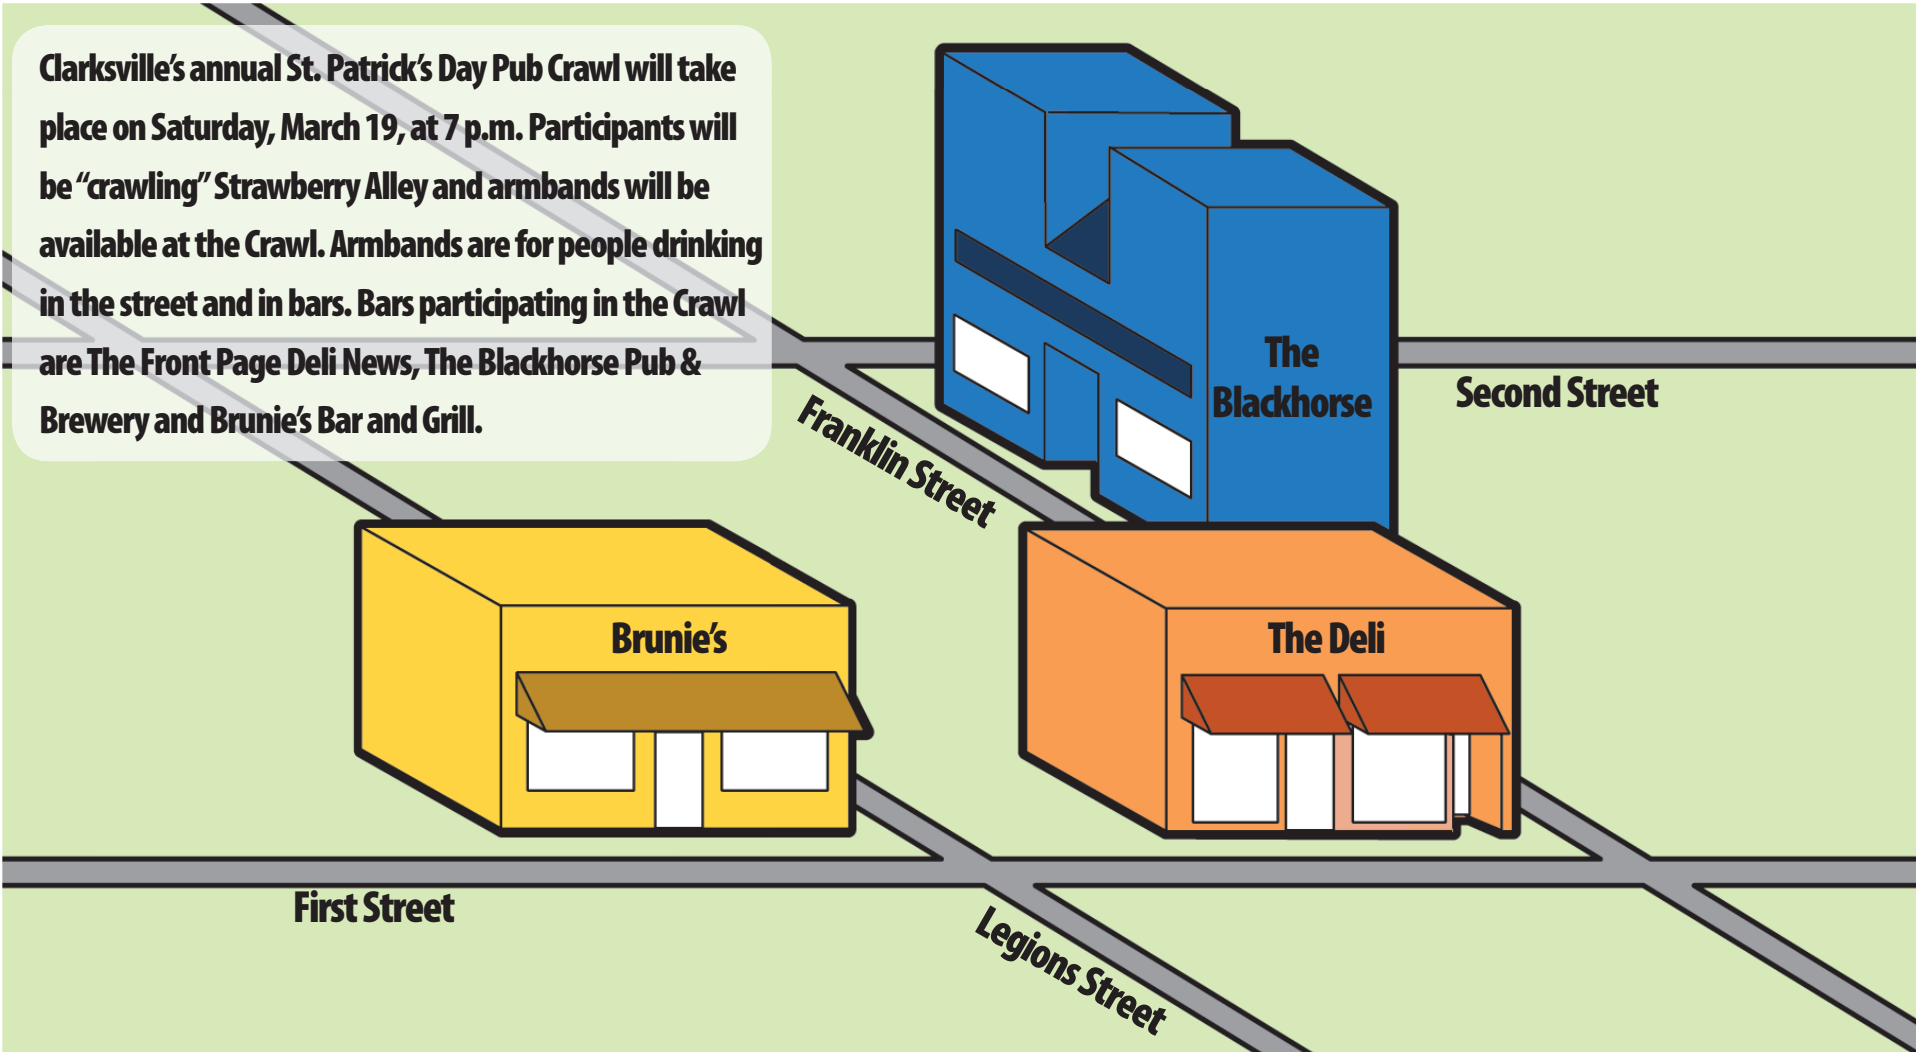 Clarksville’s annual St. Patrick’s Day Pub Crawl will take
place on Saturday, March 19, at 7 p.m. Participants will
be “crawling” Strawberry Alley and armbands will be
available at the Crawl. Armbands are for people drinking
in the street and in bars. Bars participating in the Crawl
are The Front Page Deli News, The Blackhorse Pub &
Brewery and Brunie’s Bar and Grill.
The
Blackhorse
Second Street
Franklin Street
Brunie’s
The Deli
First Street
Legions Street